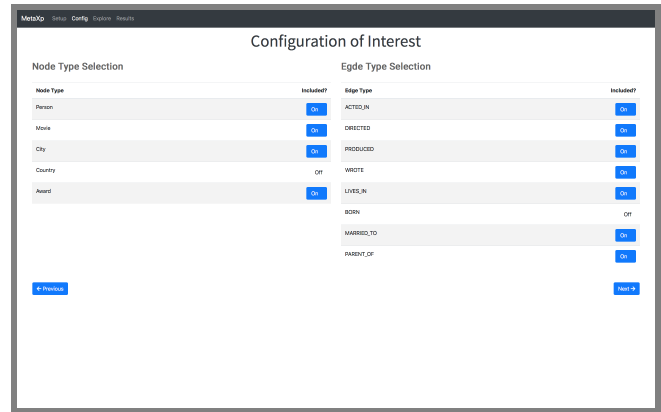 MetaXp Setup Config Explore Results
Configuration of Interest
Node Type Selection
Node Type Included?
Person On
Movie On
City On
Country Off
Award On
Egde Type Selection
Edge Type Included?
ACTED_IN On
DIRECTED On
PRODUCED On
WROTE On
LIVES_IN On
BORN Off
MARRIED_TO On
PARENT_OF On
← Previous
Next →